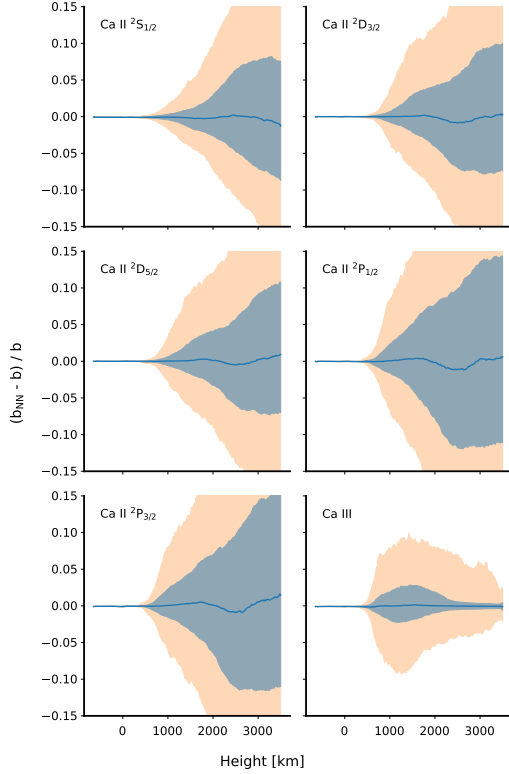 0.15
0.10
0.05
0.00
−0.05
−0.10
−0.15
Ca II ²S₁/₂
Ca II ²D₃/₂
0.15
0.10
0.05
0.00
−0.05
−0.10
−0.15
Ca II ²D₅/₂
Ca II ²P₁/₂
(b_NN - b) / b
0.15
0.10
0.05
0.00
−0.05
−0.10
−0.15
Ca II ²P₃/₂
Ca III
0 1000 2000 3000
0 1000 2000 3000
Height [km]